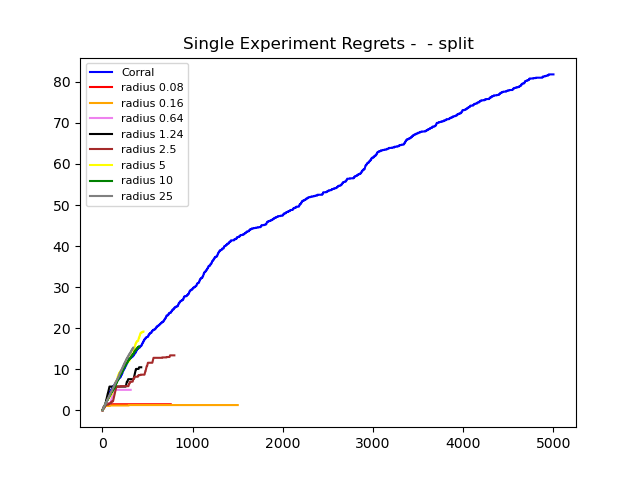 Single Experiment Regrets -  - split
80
70
60
50
40
30
20
10
0
Corral
radius 0.08
radius 0.16
radius 0.64
radius 1.24
radius 2.5
radius 5
radius 10
radius 25
0 1000 2000 3000 4000 5000